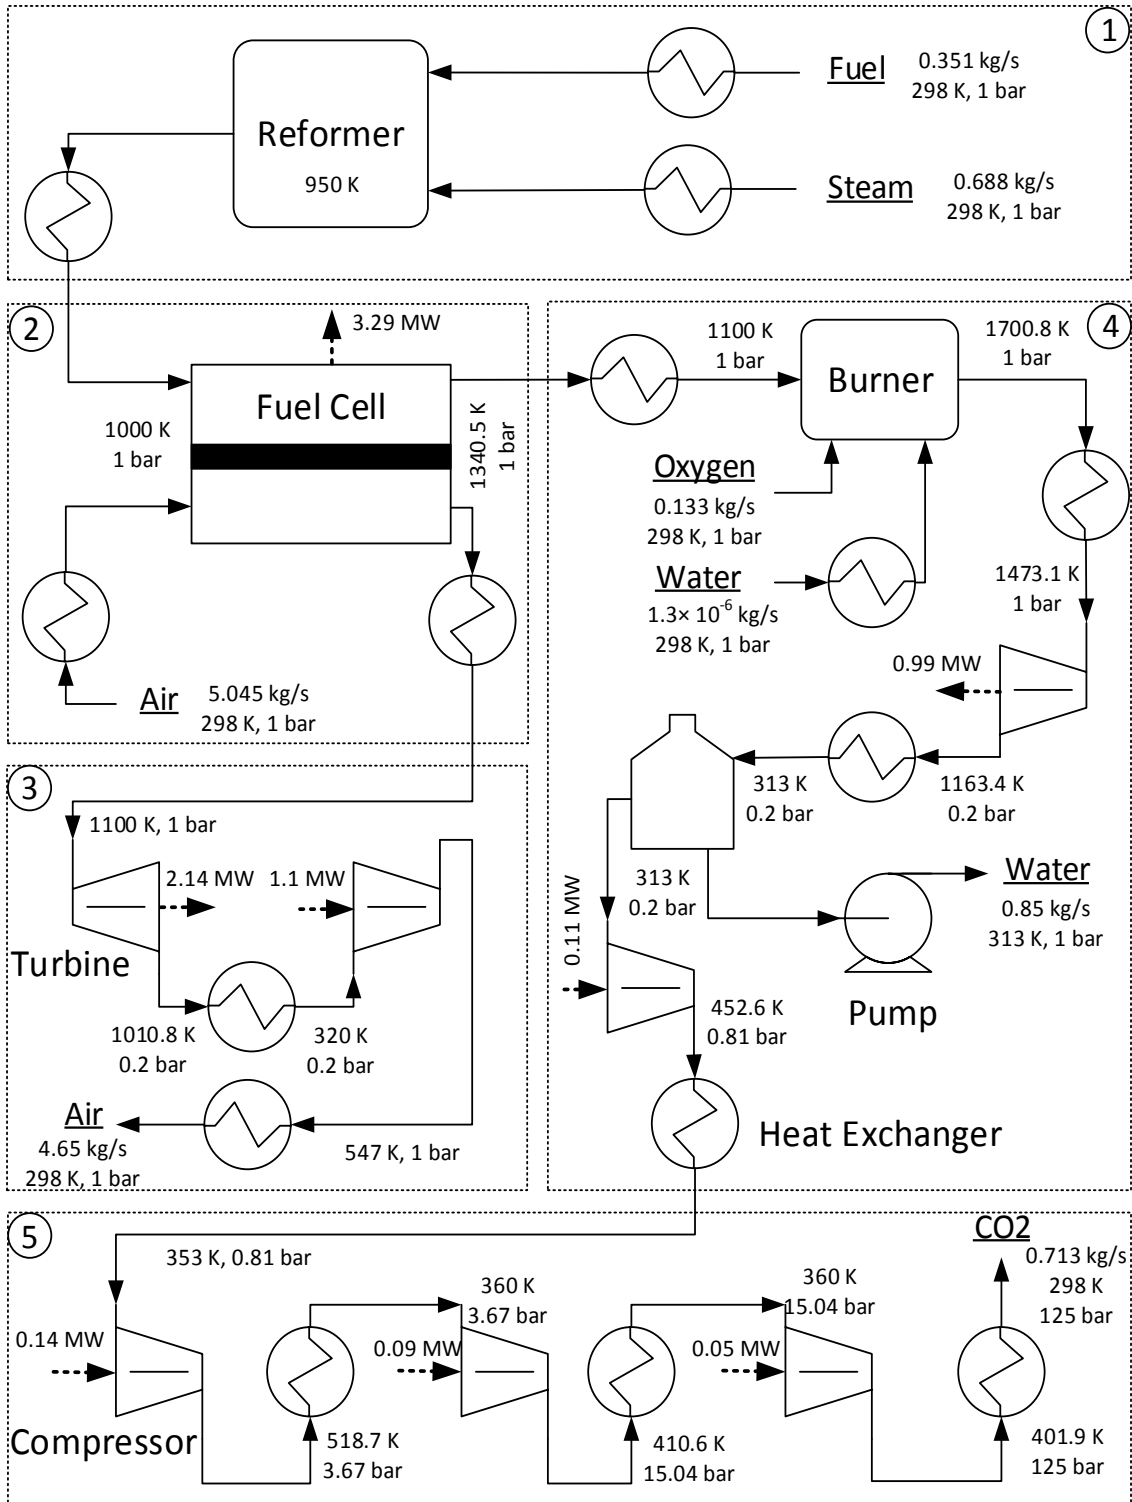 1
Fuel
0.351 kg/s
298 K, 1 bar
Reformer
950 K
Steam
0.688 kg/s
298 K, 1 bar
2
3.29 MW
Fuel Cell
1000 K
1 bar
1340.5 K
1 bar
Air
5.045 kg/s
298 K, 1 bar
4
1100 K
1 bar
1700.8 K
1 bar
Burner
Oxygen
0.133 kg/s
298 K, 1 bar
Water
1.3× 10⁻⁶ kg/s
298 K, 1 bar
1473.1 K
1 bar
0.99 MW
313 K
0.2 bar
1163.4 K
0.2 bar
313 K
0.2 bar
Water
0.85 kg/s
313 K, 1 bar
Pump
0.11 MW
452.6 K
0.81 bar
Heat Exchanger
3
1100 K, 1 bar
2.14 MW
1.1 MW
Turbine
1010.8 K
0.2 bar
320 K
0.2 bar
Air
4.65 kg/s
298 K, 1 bar
547 K, 1 bar
5
353 K, 0.81 bar
CO2
0.713 kg/s
298 K
125 bar
360 K
3.67 bar
360 K
15.04 bar
0.14 MW
0.09 MW
0.05 MW
Compressor
518.7 K
3.67 bar
410.6 K
15.04 bar
401.9 K
125 bar